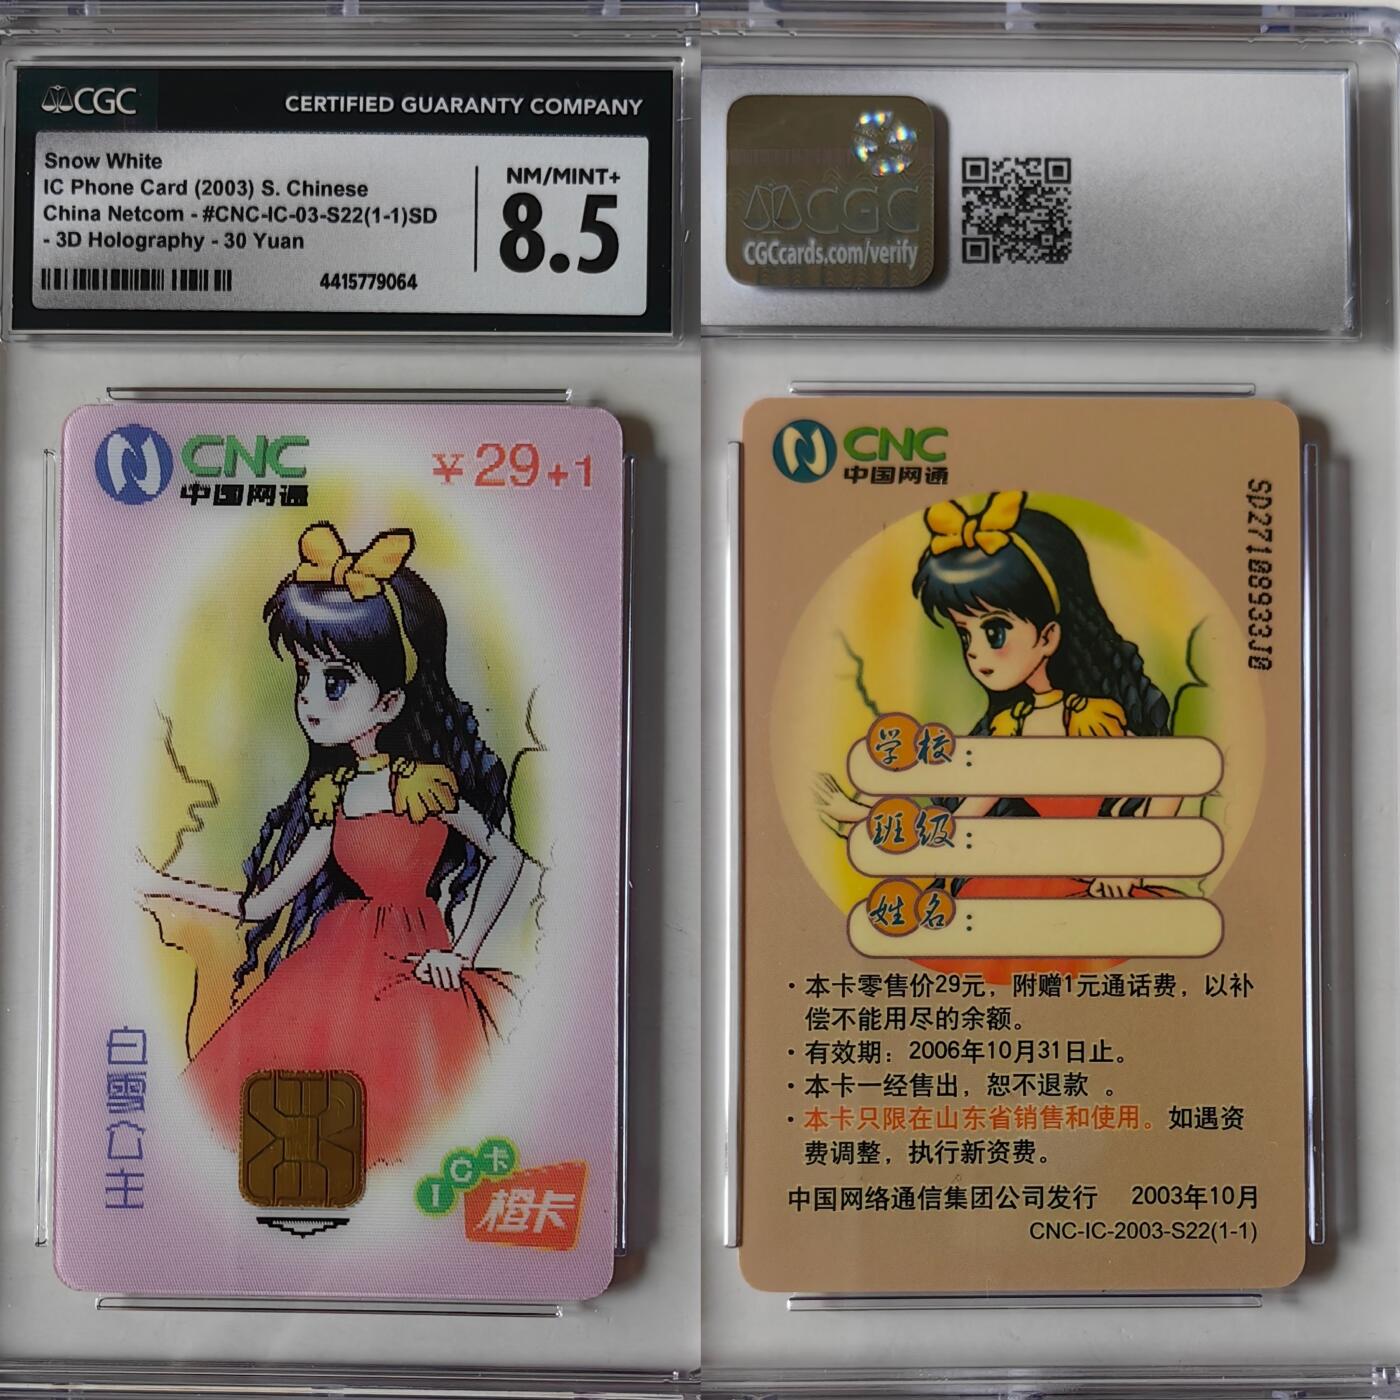 CGC
CERTIFIED GUARANTY COMPANY
Snow White
IC Phone Card (2003) S. Chinese
China Netcom - #CNC-IC-03-S22(1-1)SD
- 3D Holography - 30 Yuan
4415779064
NM/MINT+
8.5
CNC
中国网通
¥29+1
白雪公主
IC卡
橙卡
CGC
CGCcards.com/verify
CNC
中国网通
SD27108933J0
学校：
班级：
姓名：
·本卡零售价29元，附赠1元通话费，以补
偿不能用尽的余额。
·有效期：2006年10月31日止。
·本卡一经售出，恕不退款 。
·本卡只限在山东省销售和使用。如遇资
费调整，执行新资费。
中国网络通信集团公司发行 2003年10月
CNC-IC-2003-S22(1-1)